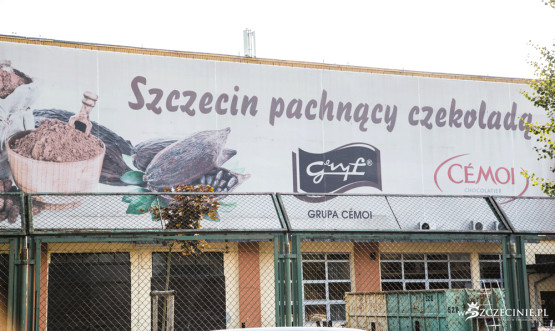 Szczecin pachnący czekoladą
Gryf®
GRUPA CÉMOI
CÉMOI
CHOCOLATIER
wSZCZECINIE.PL